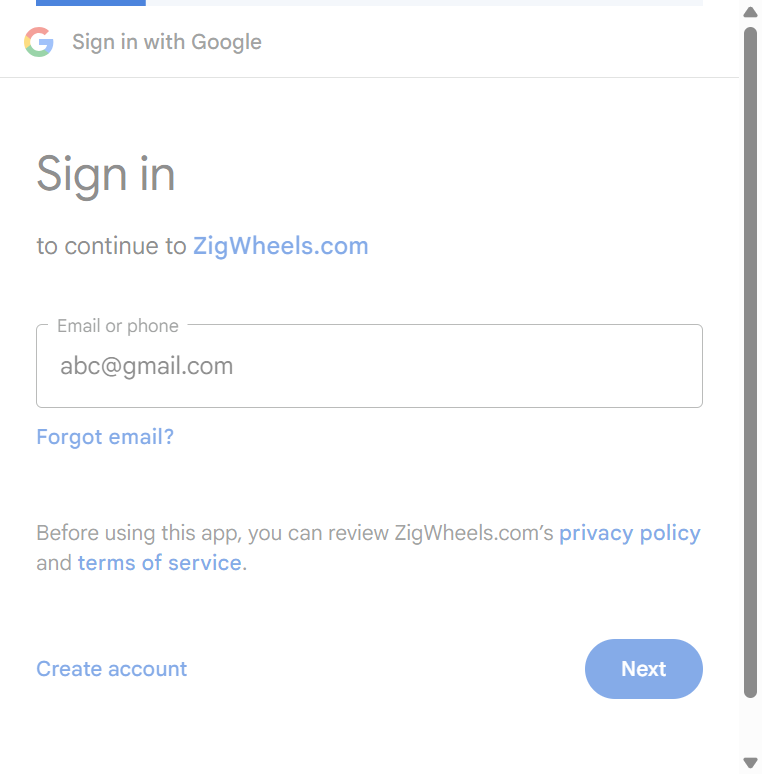 Sign in with Google
Sign in
to continue to ZigWheels.com
Email or phone
abc@gmail.com
Forgot email?
Before using this app, you can review ZigWheels.com’s privacy policy
and terms of service.
Create account
Next